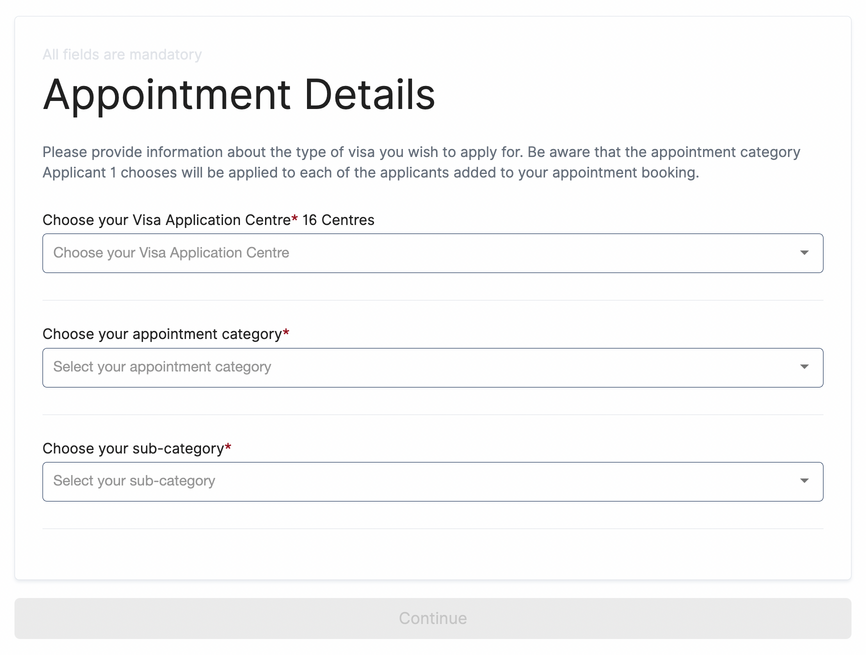 All fields are mandatory
Appointment Details
Please provide information about the type of visa you wish to apply for. Be aware that the appointment category
Applicant 1 chooses will be applied to each of the applicants added to your appointment booking.
Choose your Visa Application Centre* 16 Centres
Choose your Visa Application Centre
Choose your appointment category*
Select your appointment category
Choose your sub-category*
Select your sub-category
Continue